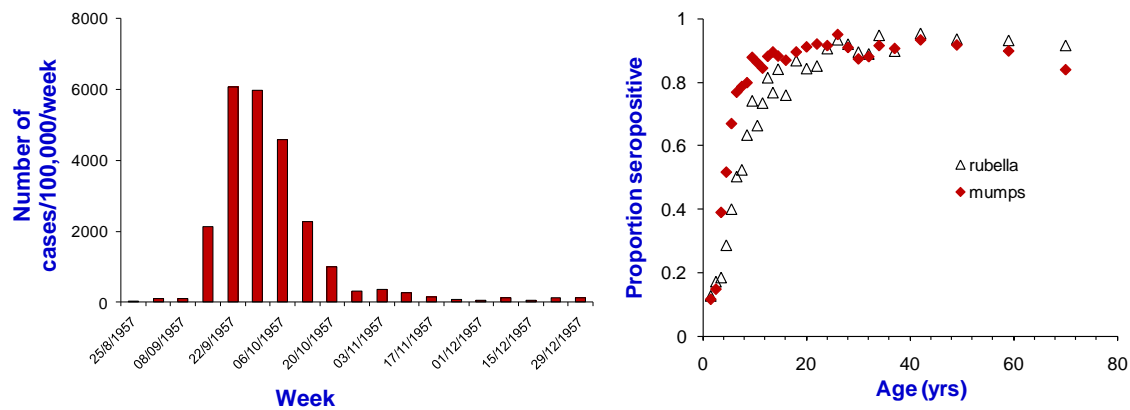 8000
6000
4000
2000
0
Number of
cases/100,000/week
25/8/1957
08/09/1957
22/9/1957
06/10/1957
20/10/1957
03/11/1957
17/11/1957
01/12/1957
15/12/1957
29/12/1957
Week
1
0.8
0.6
0.4
0.2
0
Proportion seropositive
rubella
mumps
0 20 40 60 80
Age (yrs)